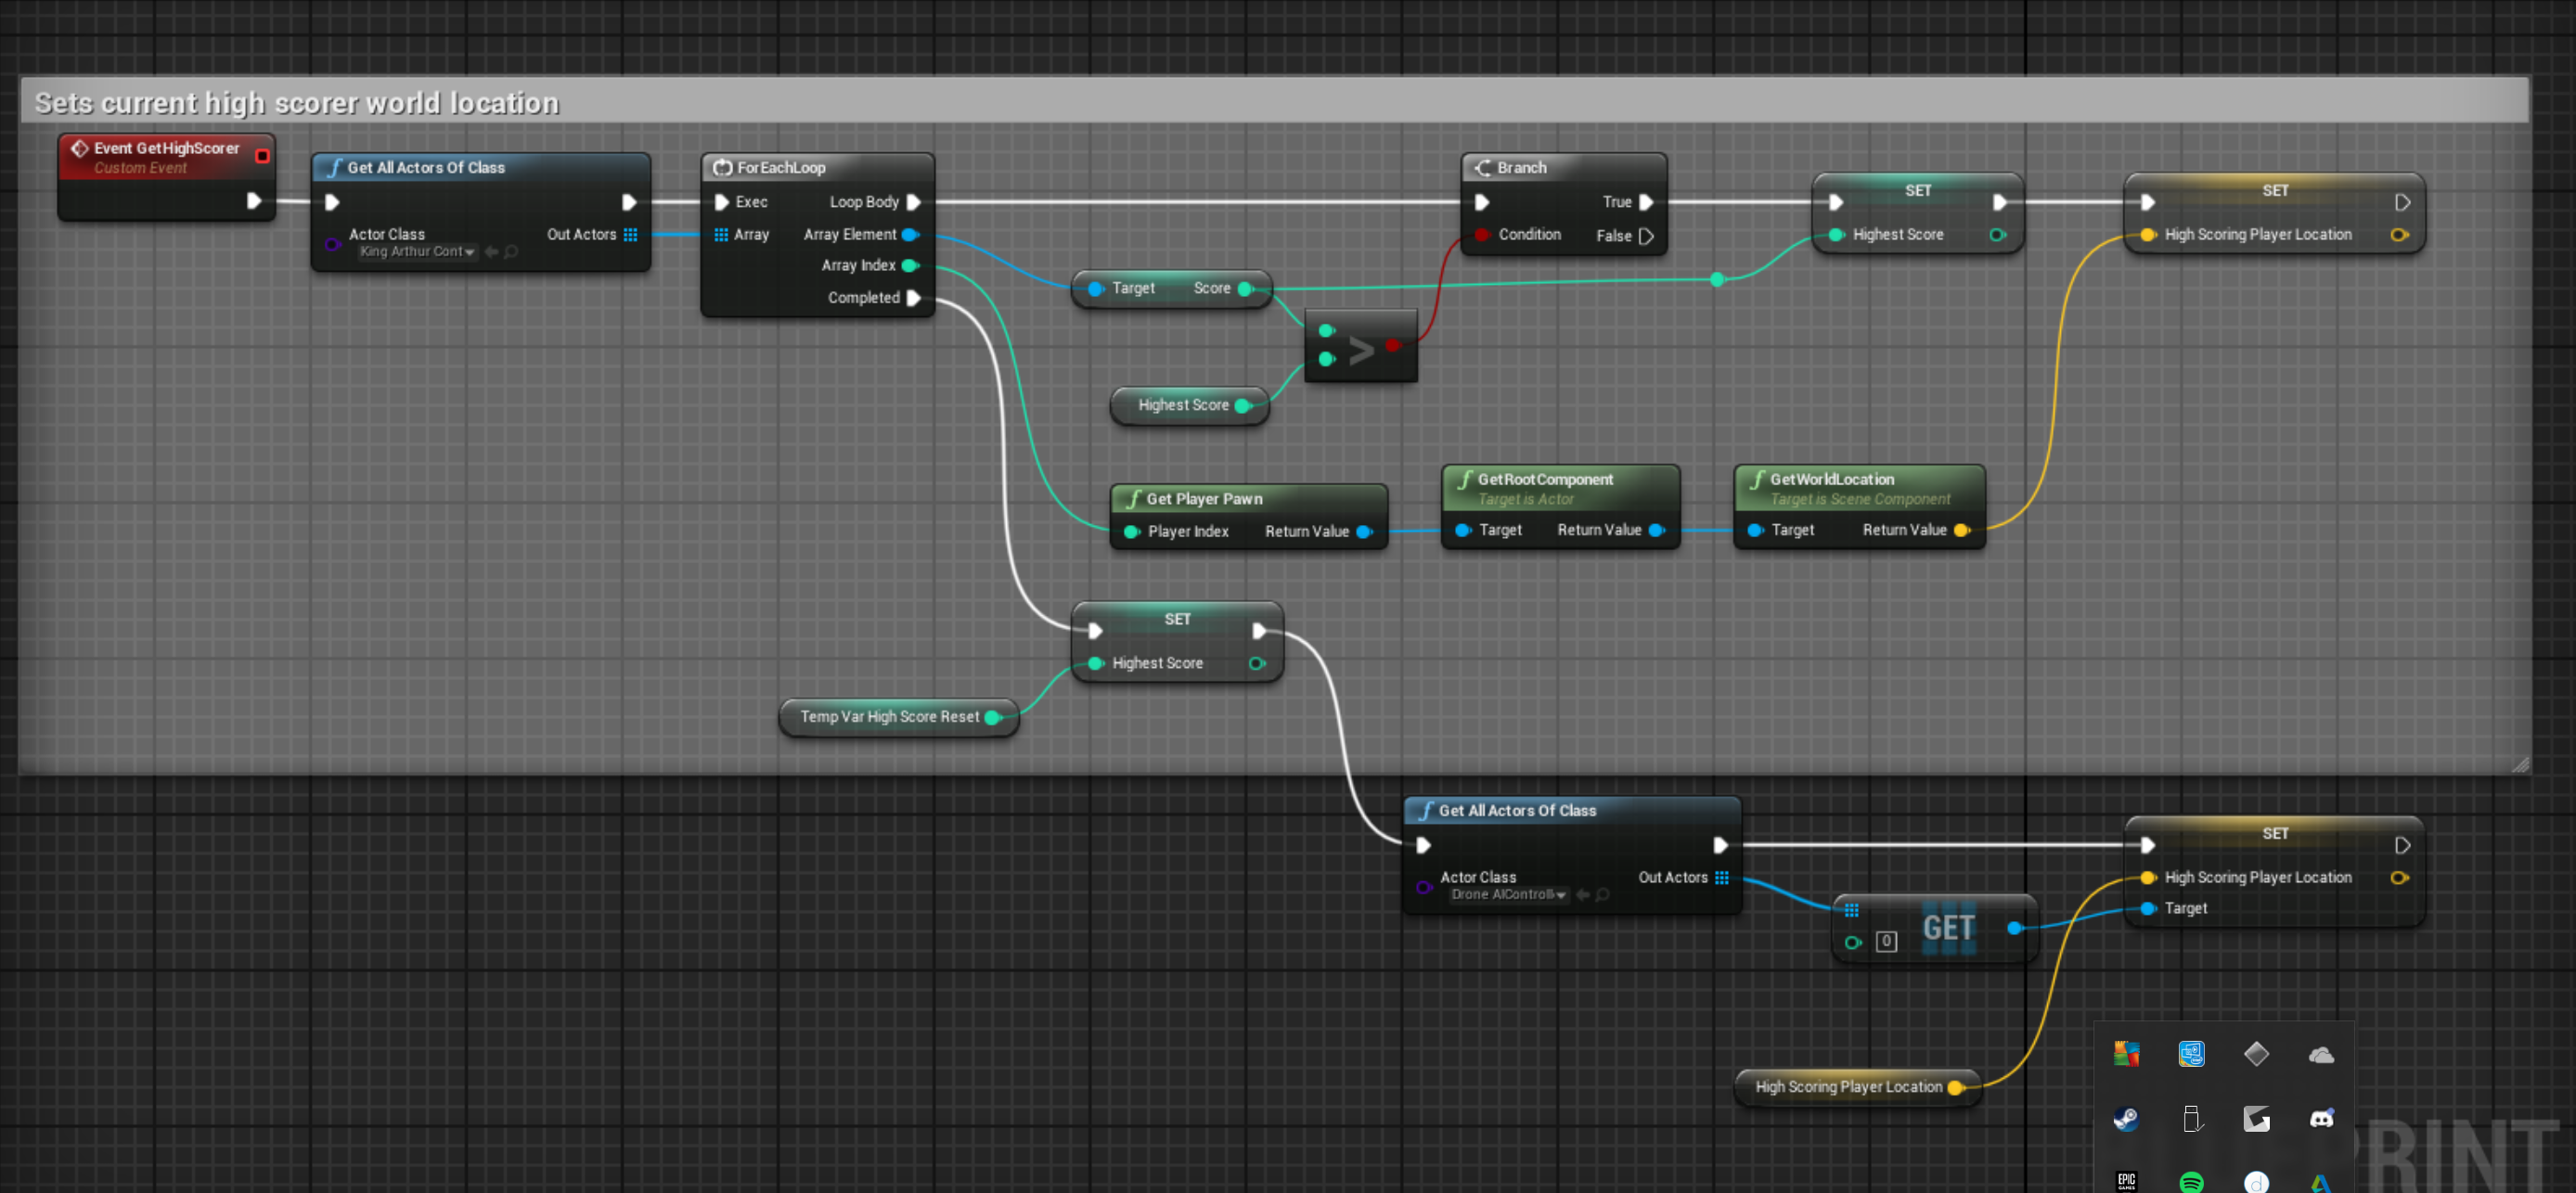 Sets current high scorer world location
Event GetHighScorer
Custom Event
Get All Actors Of Class
Actor Class
King Arthur Cont
Out Actors
ForEachLoop
Exec
Loop Body
Array
Array Element
Array Index
Completed
Target
Score
Highest Score
>
Branch
True
Condition
False
SET
Highest Score
SET
High Scoring Player Location
Get Player Pawn
Player Index
Return Value
GetRootComponent
Target is Actor
Target
Return Value
GetWorldLocation
Target is Scene Component
Target
Return Value
SET
Highest Score
Temp Var High Score Reset
Get All Actors Of Class
Actor Class
Drone AIControll
Out Actors
0
GET
SET
High Scoring Player Location
Target
High Scoring Player Location
EPIC
GAMES
PRINT